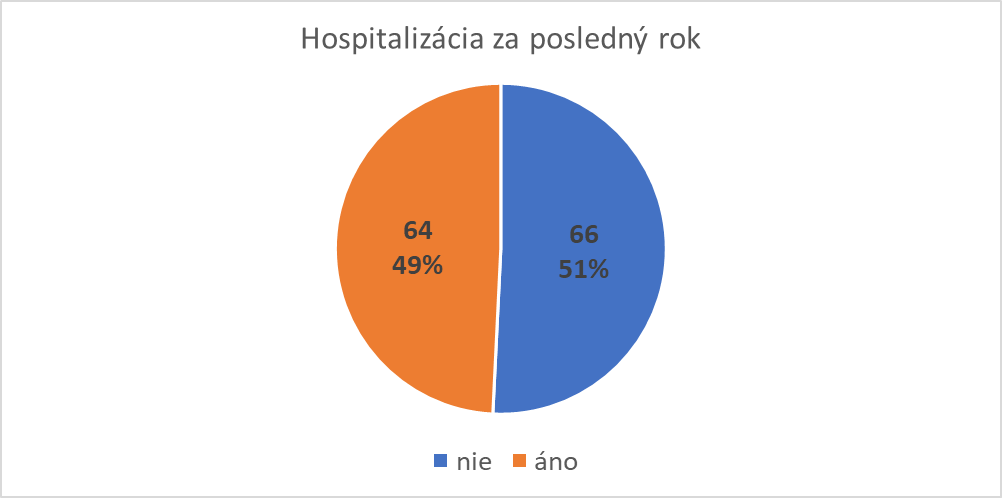 Hospitalizácia za posledný rok
64
49%
66
51%
nie
áno